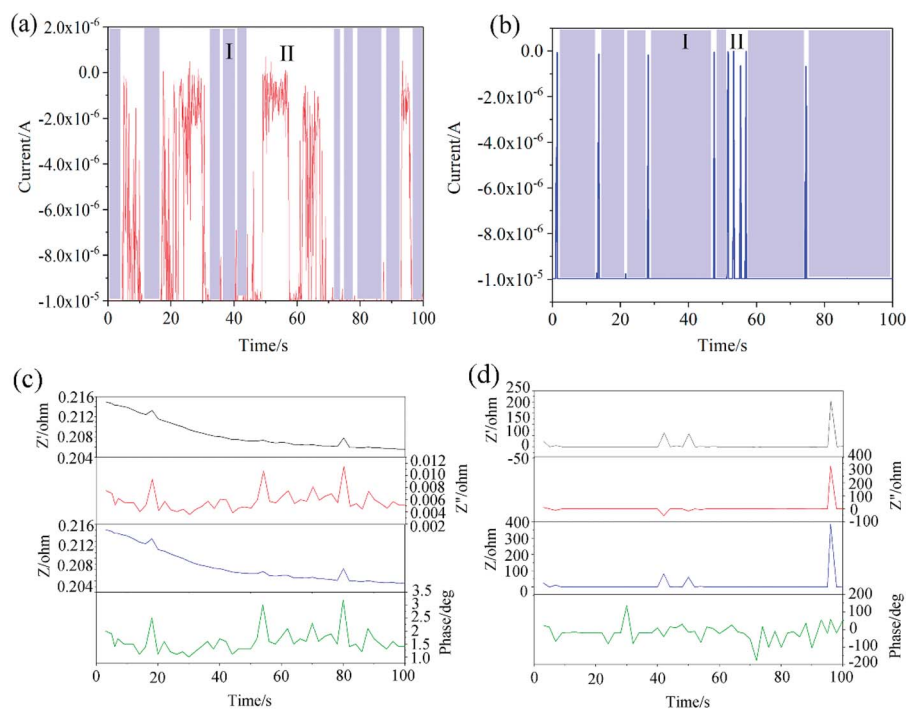 (a)
2.0x10⁻⁶
0.0
-2.0x10⁻⁶
-4.0x10⁻⁶
-6.0x10⁻⁶
-8.0x10⁻⁶
-1.0x10⁻⁵
Current/A
I
II
0 20 40 60 80 100
Time/s
(b)
0.0
-2.0x10⁻⁶
-4.0x10⁻⁶
-6.0x10⁻⁶
-8.0x10⁻⁶
-1.0x10⁻⁵
Current/A
I
II
0 20 40 60 80 100
Time/s
(c)
0.216
0.212
0.208
0.204
Z'/ohm
0.012
0.010
0.008
0.006
0.004
0.002
Z"/ohm
0.216
0.212
0.208
0.204
Z/ohm
3.5
3.0
2.5
2.0
1.5
1.0
Phase/deg
0 20 40 60 80 100
Time/s
(d)
250
200
150
100
50
0
-50
Z'/ohm
400
300
200
100
0
-100
Z"/ohm
400
300
200
100
0
Z/ohm
200
100
0
-100
-200
Phase/deg
0 20 40 60 80 100
Time/s